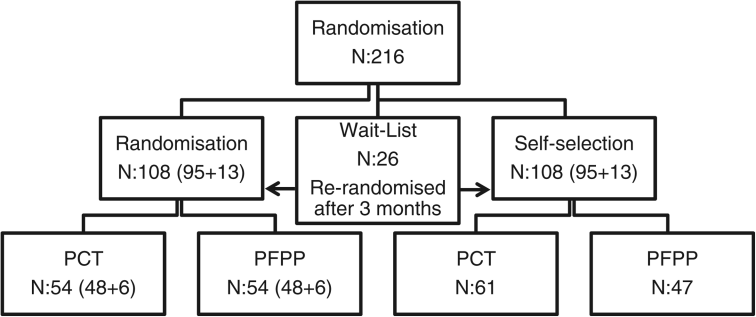 Randomisation
N:216
Randomisation
N:108 (95+13)
Wait-List
N:26
Re-randomised
after 3 months
Self-selection
N:108 (95+13)
PCT
N:54 (48+6)
PFPP
N:54 (48+6)
PCT
N:61
PFPP
N:47